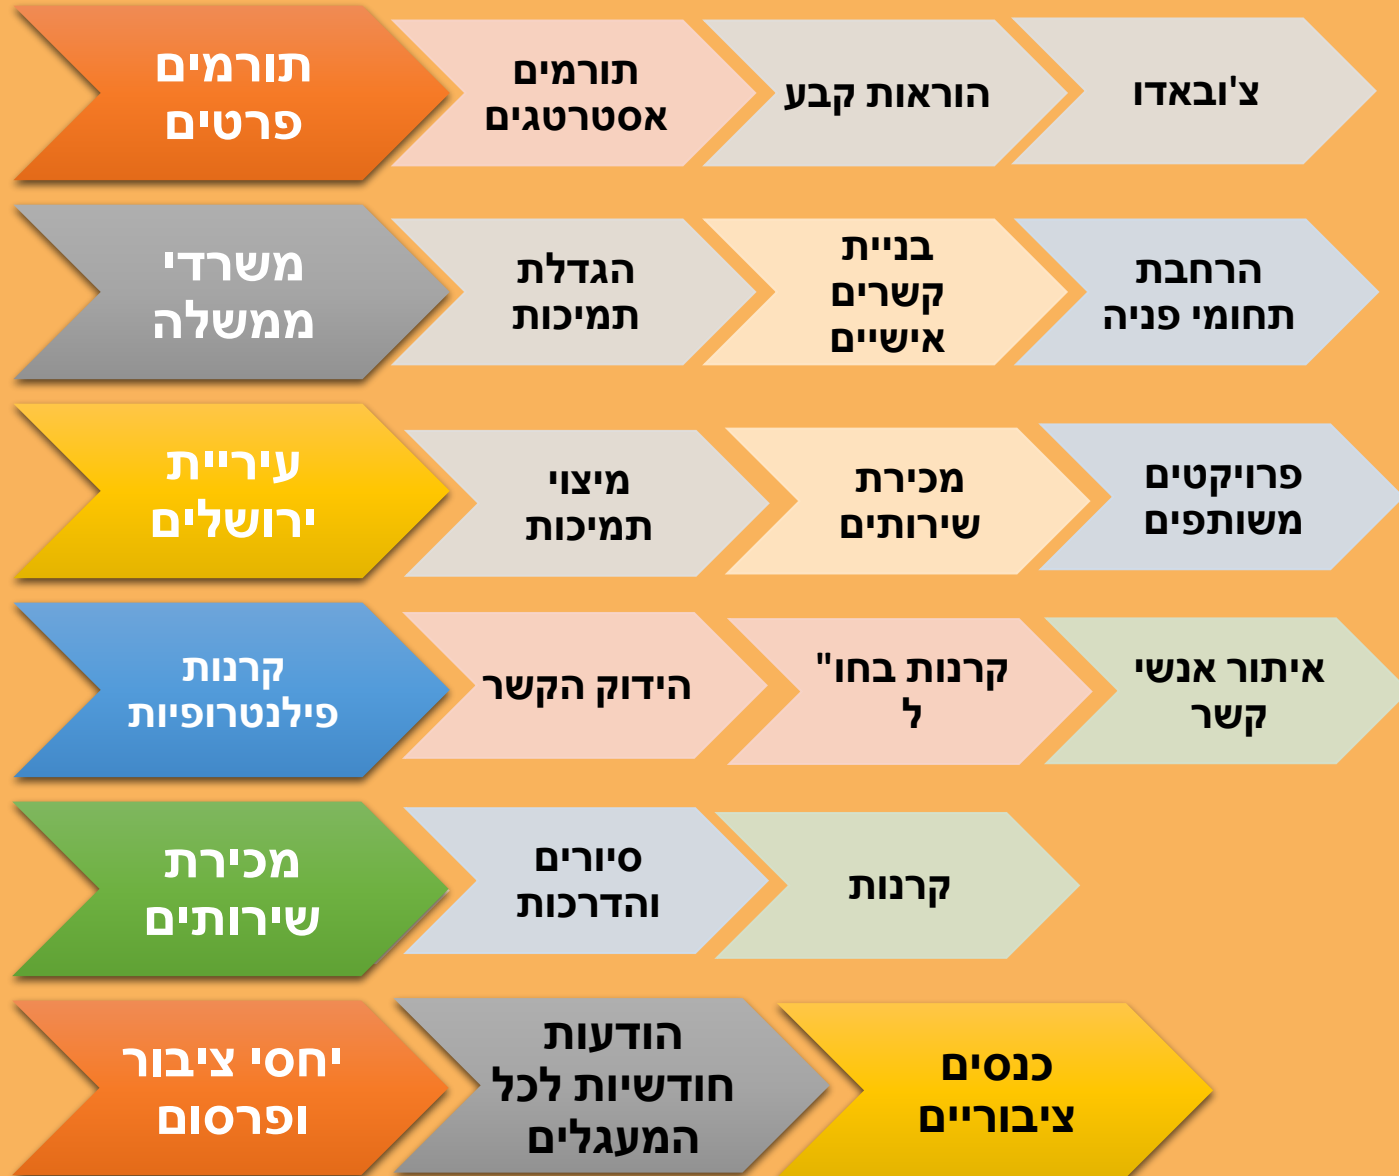 תורמים
פרטים
תורמים
אסטרטגים
הוראות קבע
צ'ובאדו
משרדי
ממשלה
הגדלת
תמיכות
בניית
קשרים
אישיים
הרחבת
תחומי פניה
עיריית
ירושלים
מיצוי
תמיכות
מכירת
שירותים
פרויקטים
משותפים
קרנות
פילנטרופיות
הידוק הקשר
קרנות בחו"
ל
איתור אנשי
קשר
מכירת
שירותים
סיורים
והדרכות
קרנות
יחסי ציבור
ופרסום
הודעות
חודשיות לכל
המעגלים
כנסים
ציבוריים